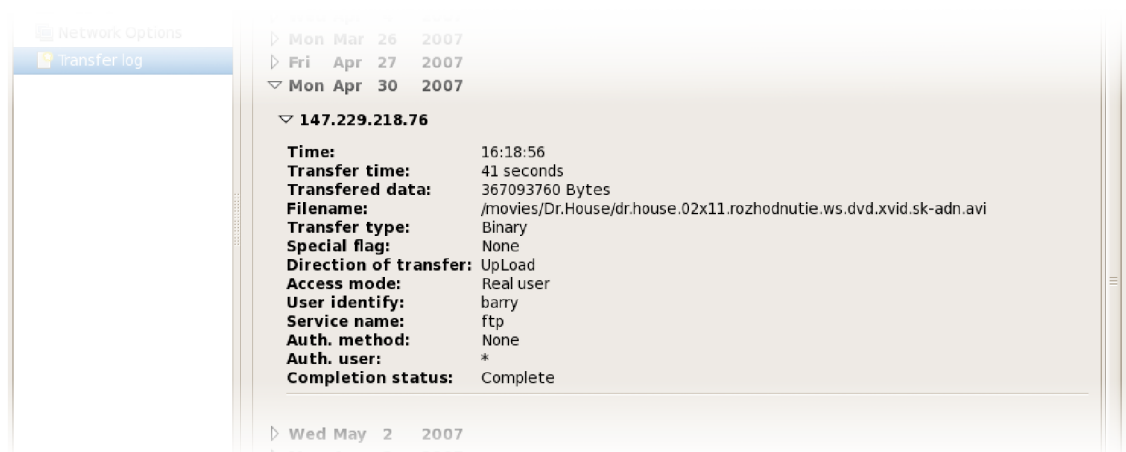 Network Options
Transfer log
Mon Mar 26 2007
Fri Apr 27 2007
Mon Apr 30 2007
147.229.218.76
Time: 16:18:56
Transfer time: 41 seconds
Transfered data: 367093760 Bytes
Filename: /movies/Dr.House/dr.house.02x11.rozhodnutie.ws.dvd.xvid.sk-adn.avi
Transfer type: Binary
Special flag: None
Direction of transfer: UpLoad
Access mode: Real user
User identify: barry
Service name: ftp
Auth. method: None
Auth. user: *
Completion status: Complete
Wed May 2 2007